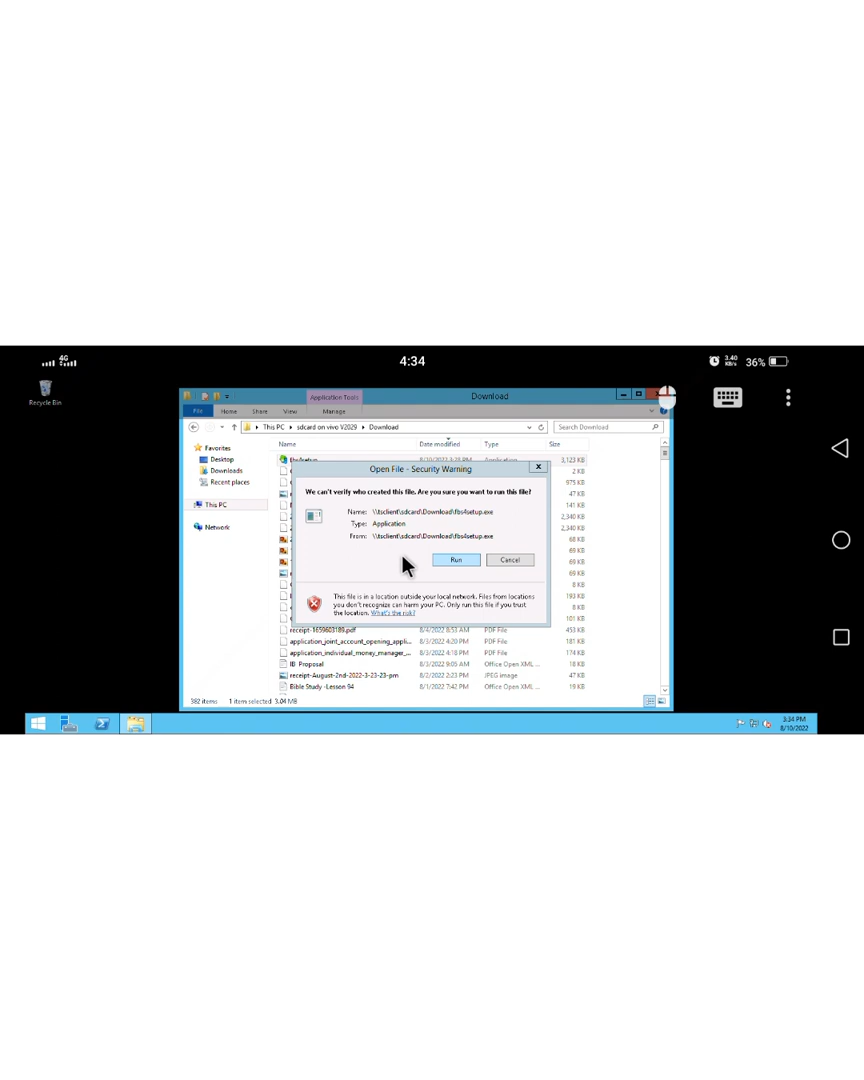 4G
4:34
3.40
KB/s
36%
Recycle Bin
Application Tools
Download
File
Home
Share
View
Manage
This PC
sdcard on vivo V2029
Download
Search Download
Favorites
Desktop
Downloads
Recent places
This PC
Network
Name
Date modified
Type
Size
3,123 KB
2 KB
975 KB
47 KB
141 KB
2,340 KB
2,340 KB
68 KB
69 KB
69 KB
69 KB
8 KB
193 KB
8 KB
101 KB
Open File - Security Warning
We can't verify who created this file. Are you sure you want to run this file?
Name: \\tsclient\sdcard\Download\fbs4setup.exe
Type: Application
From: \\tsclient\sdcard\Download\fbs4setup.exe
Run
Cancel
This file is in a location outside your local network. Files from locations
you don't recognize can harm your PC. Only run this file if you trust
the location. What's the risk?
receipt-1659603189.pdf 8/4/2022 8:53 AM PDF File 453 KB
application_joint_account_opening_appli... 8/3/2022 4:20 PM PDF File 181 KB
application_individual_money_manager_... 8/3/2022 4:18 PM PDF File 174 KB
IB Proposal 8/3/2022 9:05 AM Office Open XML ... 18 KB
receipt-August-2nd-2022-3-23-23-pm 8/2/2022 2:23 PM JPEG image 47 KB
Bible Study -Lesson 94 8/1/2022 7:42 PM Office Open XML ... 19 KB
382 items
1 item selected 3.04 MB
3:34 PM
8/10/2022